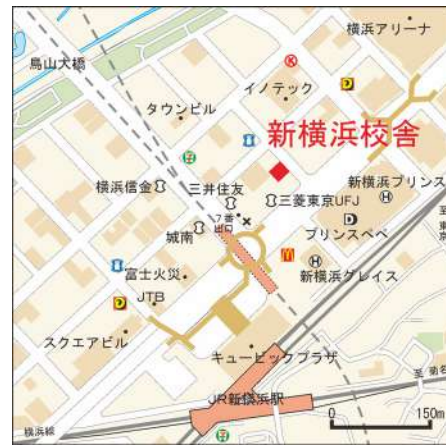 横浜アリーナ
鳥山大橋
イノテック
タウンビル
新横浜校舎
横浜信金
三井住友
三菱東京UFJ
新横浜プリンス
7番
出口
城南
プリンスペペ
富士火災
新横浜グレイス
JTB
スクエアビル
キュービックプラザ
至 菊名
JR新横浜駅
横浜線
0 150m